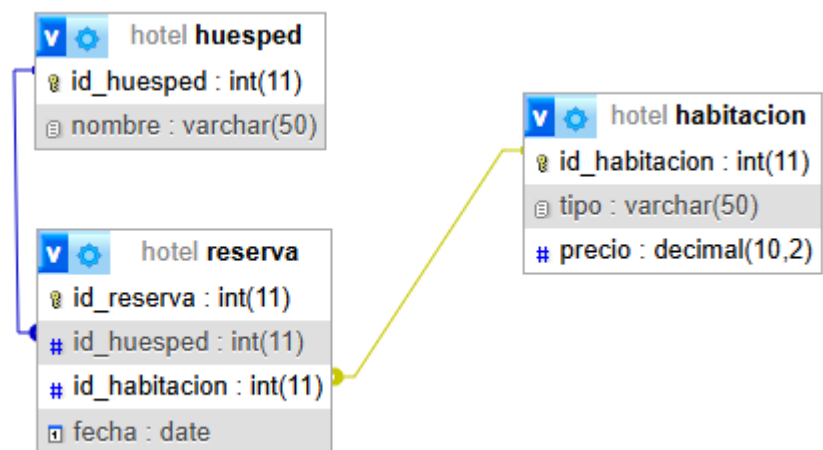 v hotel huesped
id_huesped : int(11)
nombre : varchar(50)
v hotel habitacion
id_habitacion : int(11)
tipo : varchar(50)
# precio : decimal(10,2)
v hotel reserva
id_reserva : int(11)
# id_huesped : int(11)
# id_habitacion : int(11)
fecha : date